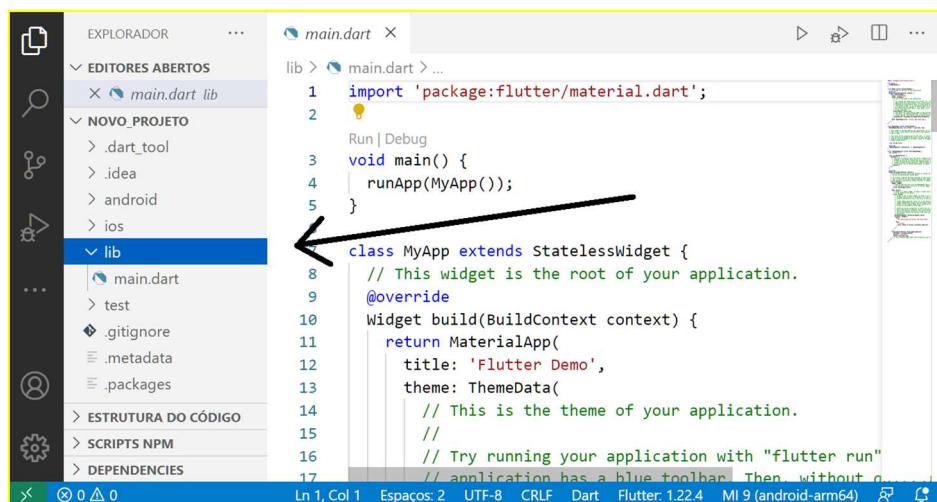 EXPLORADOR
EDITORES ABERTOS
main.dart lib
NOVO_PROJETO
.dart_tool
.idea
android
ios
lib
main.dart
test
.gitignore
.metadata
.packages
ESTRUTURA DO CÓDIGO
SCRIPTS NPM
DEPENDENCIES
main.dart
lib > main.dart > ...
1 import 'package:flutter/material.dart';
2
Run | Debug
3 void main() {
4 runApp(MyApp());
5 }
class MyApp extends StatelessWidget {
8 // This widget is the root of your application.
9 @override
10 Widget build(BuildContext context) {
11 return MaterialApp(
12 title: 'Flutter Demo',
13 theme: ThemeData(
14 // This is the theme of your application.
15 //
16 // Try running your application with "flutter run"
17 // application has a blue toolbar. Then, without
0 0 Ln 1, Col 1 Espaços: 2 UTF-8 CRLF Dart Flutter: 1.22.4 MI 9 (android-arm64)